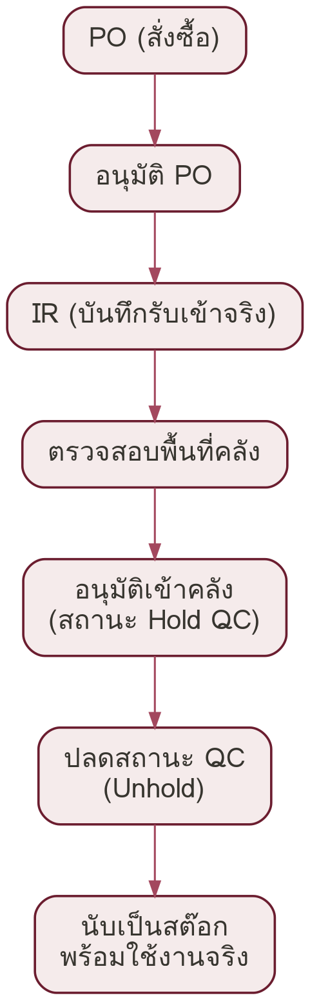 PO (สั่งซื้อ)
อนุมัติ PO
IR (บันทึกรับเข้าจริง)
ตรวจสอบพื้นที่คลัง
อนุมัติเข้าคลัง
(สถานะ Hold QC)
ปลดสถานะ QC
(Unhold)
นับเป็นสต๊อก
พร้อมใช้งานจริง